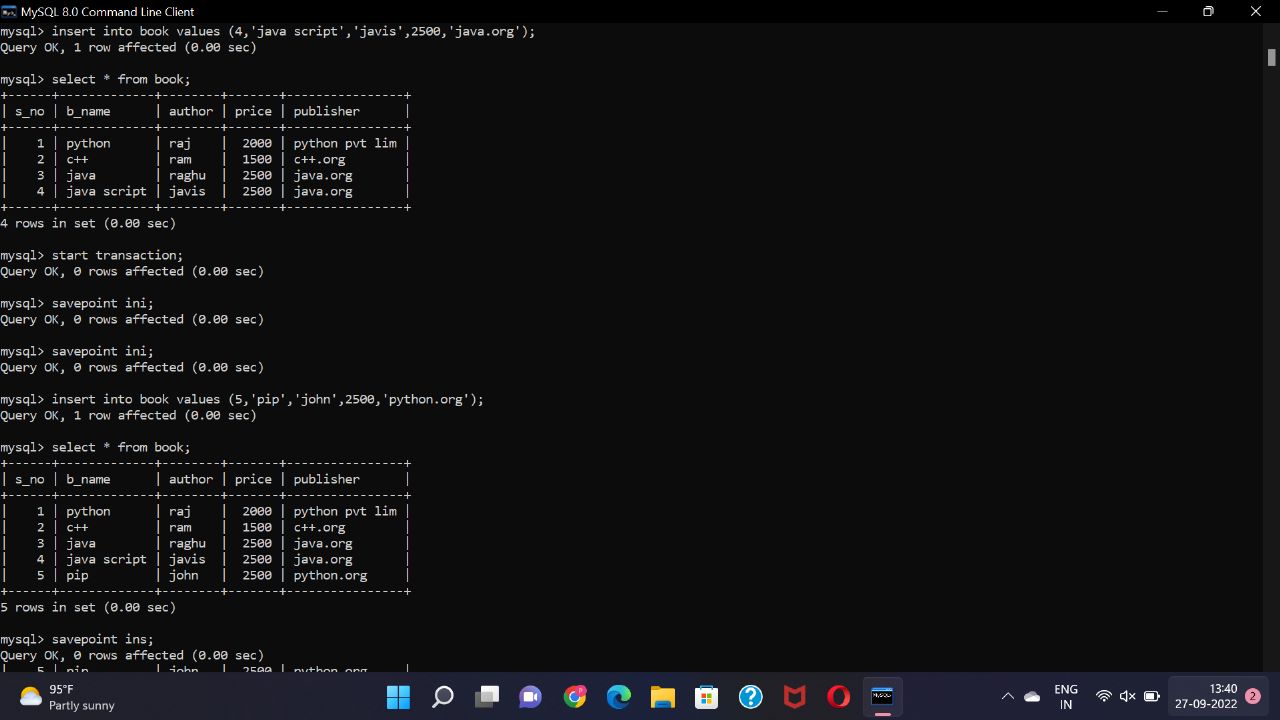 MySQL 8.0 Command Line Client
mysql> insert into book values (4,'java script','javis',2500,'java.org');
Query OK, 1 row affected (0.00 sec)
mysql> select * from book;
+------+-------------+--------+-------+----------------+
| s_no | b_name      | author | price | publisher      |
+------+-------------+--------+-------+----------------+
|    1 | python      | raj    |  2000 | python pvt lim |
|    2 | c++         | ram    |  1500 | c++.org        |
|    3 | java        | raghu  |  2500 | java.org       |
|    4 | java script | javis  |  2500 | java.org       |
+------+-------------+--------+-------+----------------+
4 rows in set (0.00 sec)
mysql> start transaction;
Query OK, 0 rows affected (0.00 sec)
mysql> savepoint ini;
Query OK, 0 rows affected (0.00 sec)
mysql> savepoint ini;
Query OK, 0 rows affected (0.00 sec)
mysql> insert into book values (5,'pip','john',2500,'python.org');
Query OK, 1 row affected (0.00 sec)
mysql> select * from book;
+------+-------------+--------+-------+----------------+
| s_no | b_name      | author | price | publisher      |
+------+-------------+--------+-------+----------------+
|    1 | python      | raj    |  2000 | python pvt lim |
|    2 | c++         | ram    |  1500 | c++.org        |
|    3 | java        | raghu  |  2500 | java.org       |
|    4 | java script | javis  |  2500 | java.org       |
|    5 | pip         | john   |  2500 | python.org     |
+------+-------------+--------+-------+----------------+
5 rows in set (0.00 sec)
mysql> savepoint ins;
Query OK, 0 rows affected (0.00 sec)
|    5 | pip         | john   |  2500 | python.org     |
95°F
Partly sunny
ENG
IN
13:40
27-09-2022
2